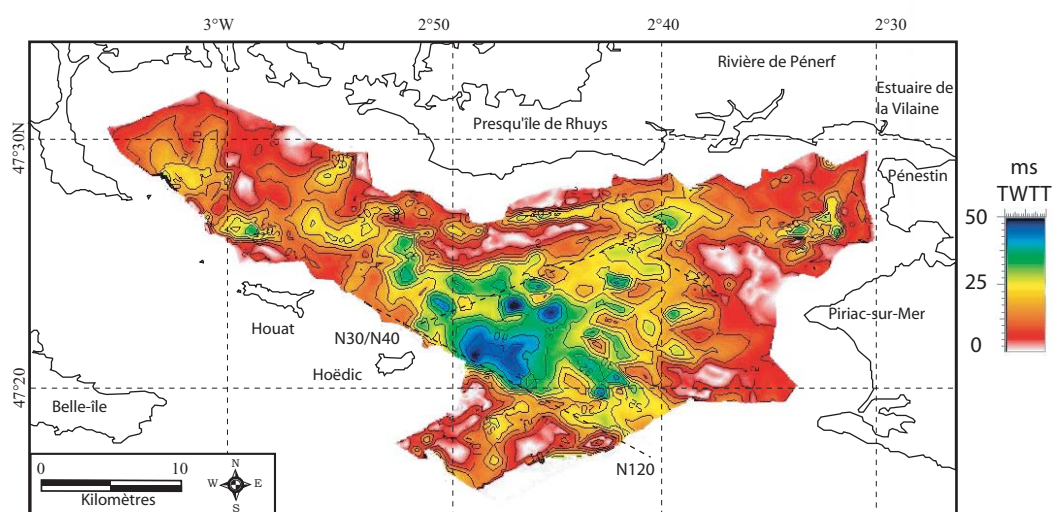 3°W 2°50 2°40 2°30
Rivière de Pénerf
Estuaire de
la Vilaine
Presqu'île de Rhuys
47°30N
Pénestin
ms
TWTT
50
25
0
Houat
N30/N40
Piriac-sur-Mer
Hoëdic
47°20
Belle-île
N120
0 10
Kilomètres
N
W E
S